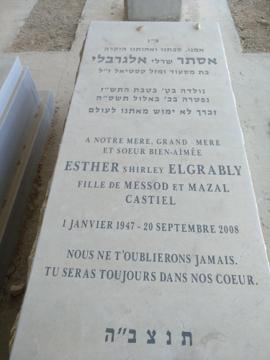 פ"נ
אמנו, סבתנו ואחותנו היקרה
אסתר שרלי אלגרבלי
בת מסעוד ומזל קסטיאל ז"ל
נולדה בט' בטבת התש"ז
נפטרה בכ' באלול תשס"ח
זכרך לא ימוש מאתנו לעולם
A NOTRE MERE, GRAND MERE
ET SOEUR BIEN-AIMÉE
ESTHER SHIRLEY ELGRABLY
FILLE DE MESSOD ET MAZAL
CASTIEL
1 JANVIER 1947 - 20 SEPTEMBRE 2008
NOUS NE T'OUBLIERONS JAMAIS.
TU SERAS TOUJOURS DANS NOS COEUR.
תנצב"ה